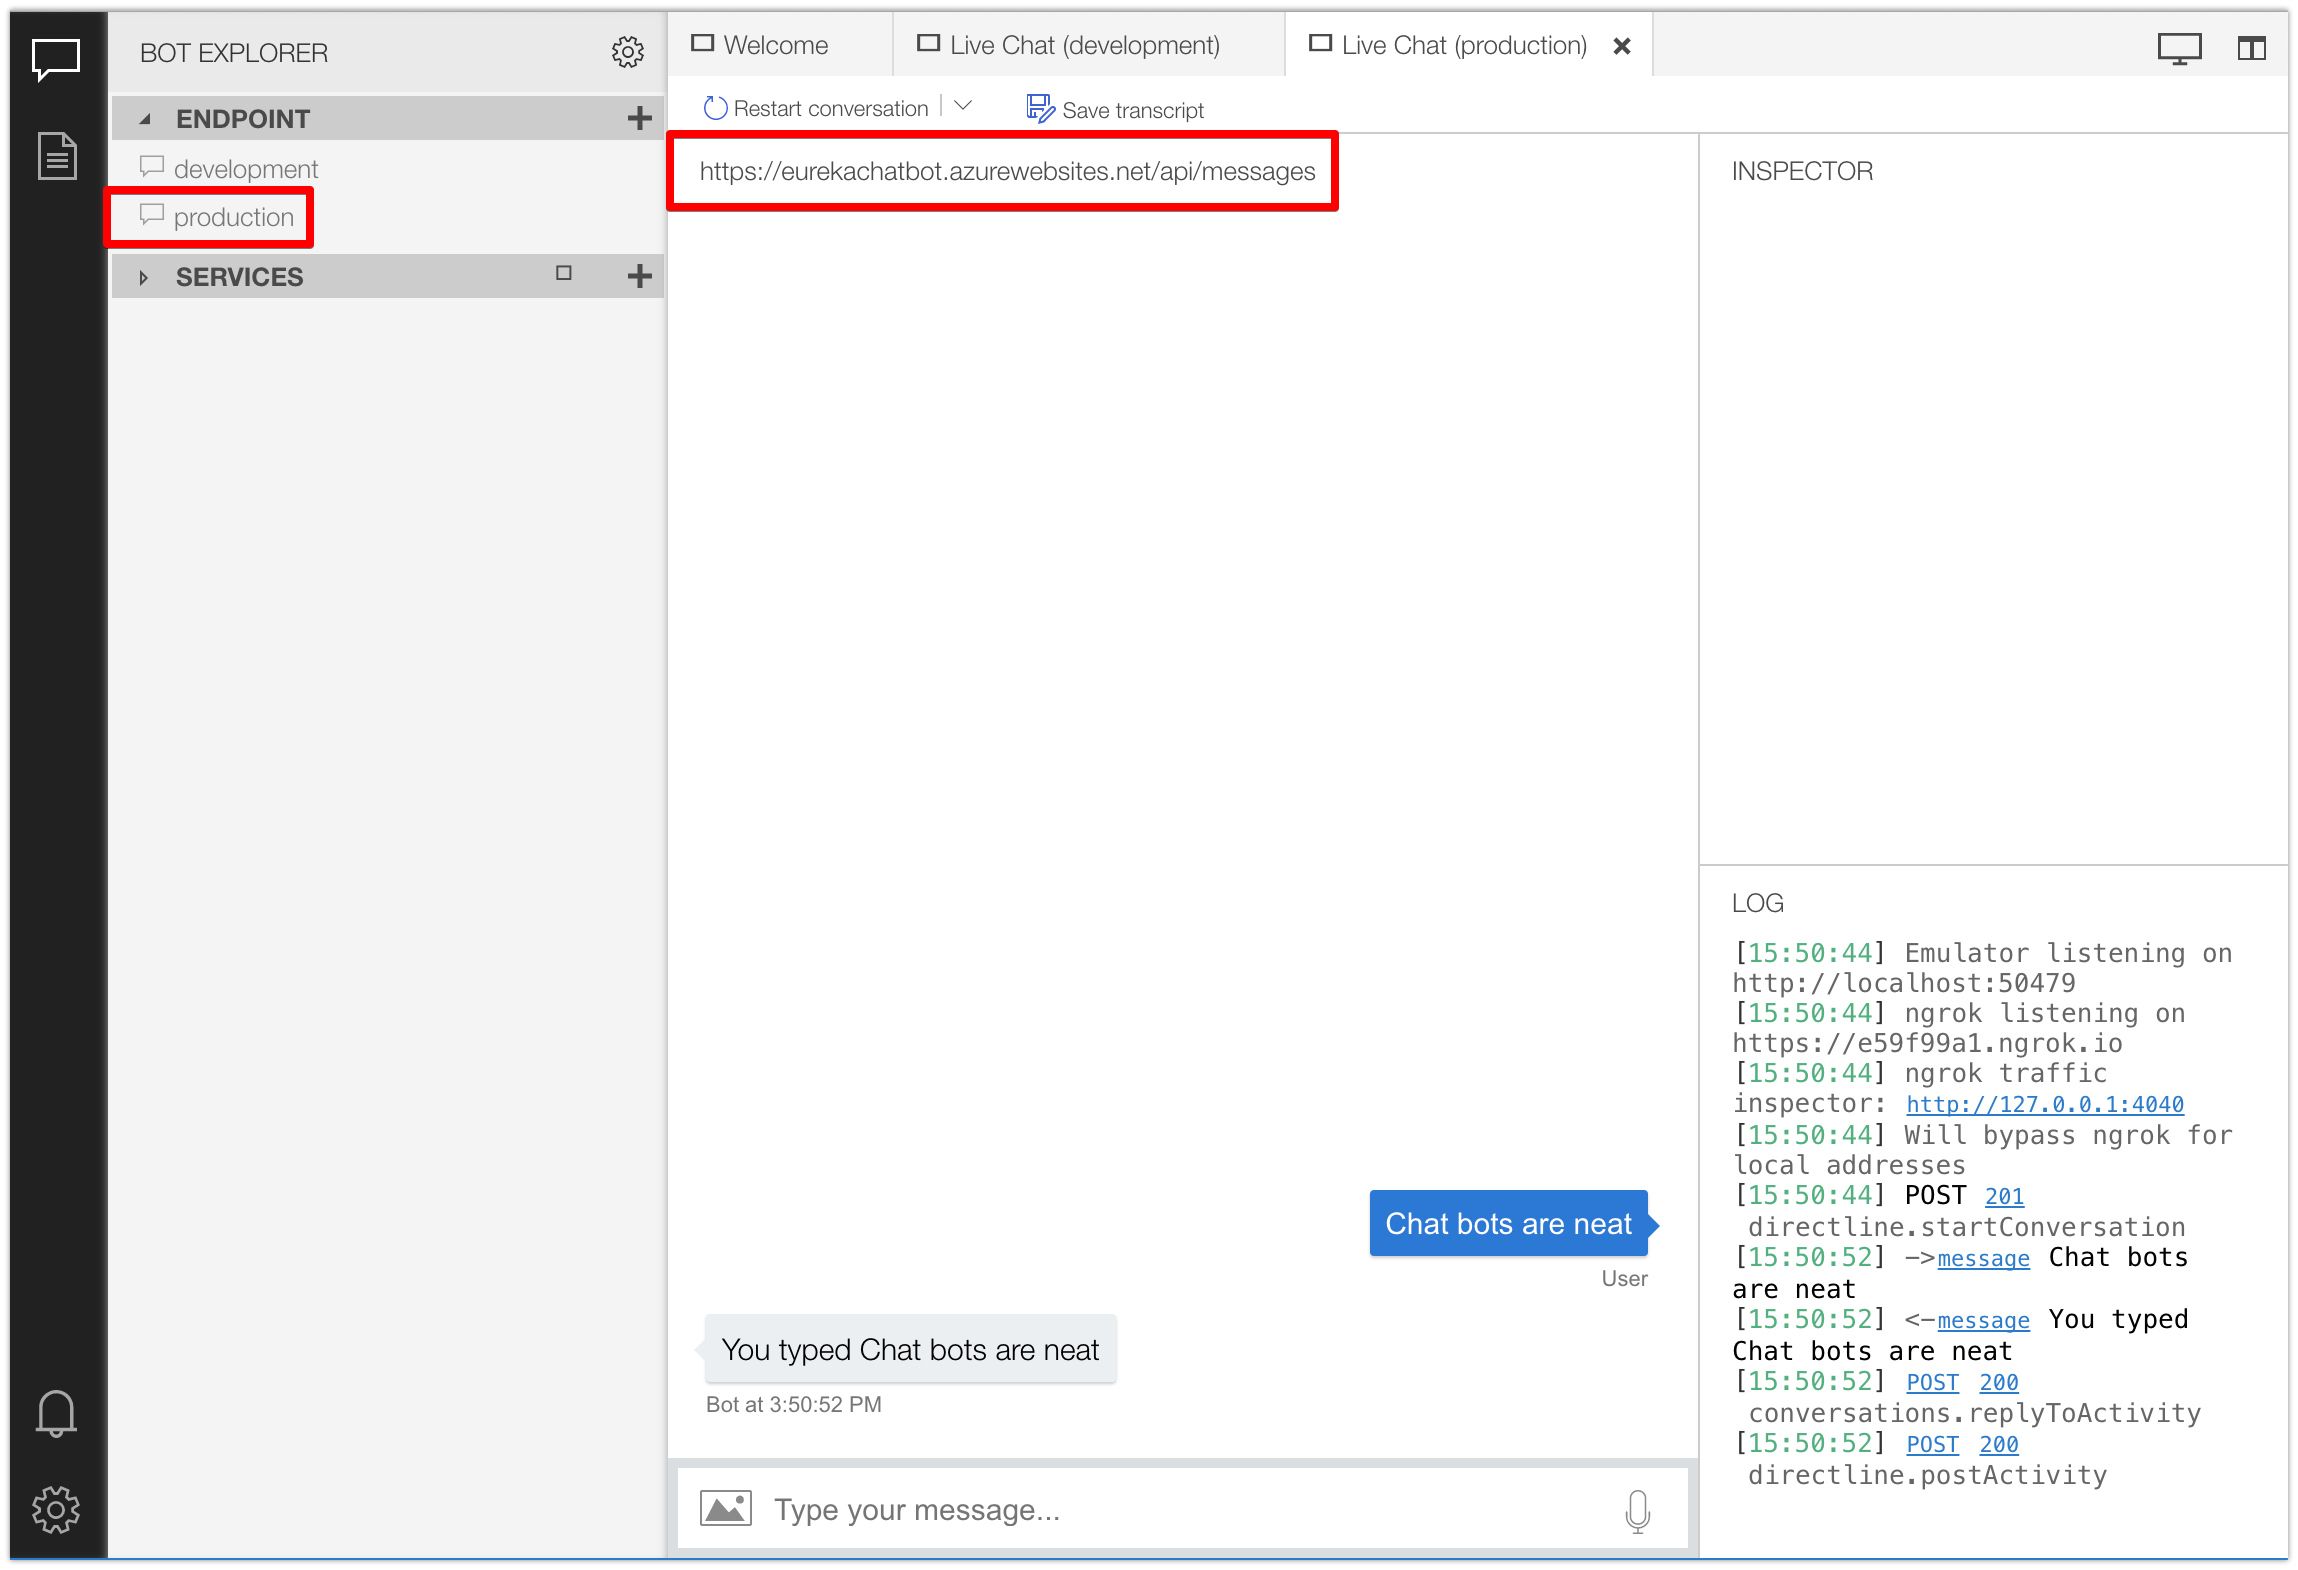 BOT EXPLORER
ENDPOINT
development
production
SERVICES
Welcome
Live Chat (development)
Live Chat (production)
Restart conversation
Save transcript
https://eurekachatbot.azurewebsites.net/api/messages
Chat bots are neat
User
You typed Chat bots are neat
Bot at 3:50:52 PM
Type your message...
INSPECTOR
LOG
[15:50:44] Emulator listening on
http://localhost:50479
[15:50:44] ngrok listening on
https://e59f99a1.ngrok.io
[15:50:44] ngrok traffic
inspector: http://127.0.0.1:4040
[15:50:44] Will bypass ngrok for
local addresses
[15:50:44] POST 201
directline.startConversation
[15:50:52] ->message Chat bots
are neat
[15:50:52] <-message You typed
Chat bots are neat
[15:50:52] POST 200
conversations.replyToActivity
[15:50:52] POST 200
directline.postActivity